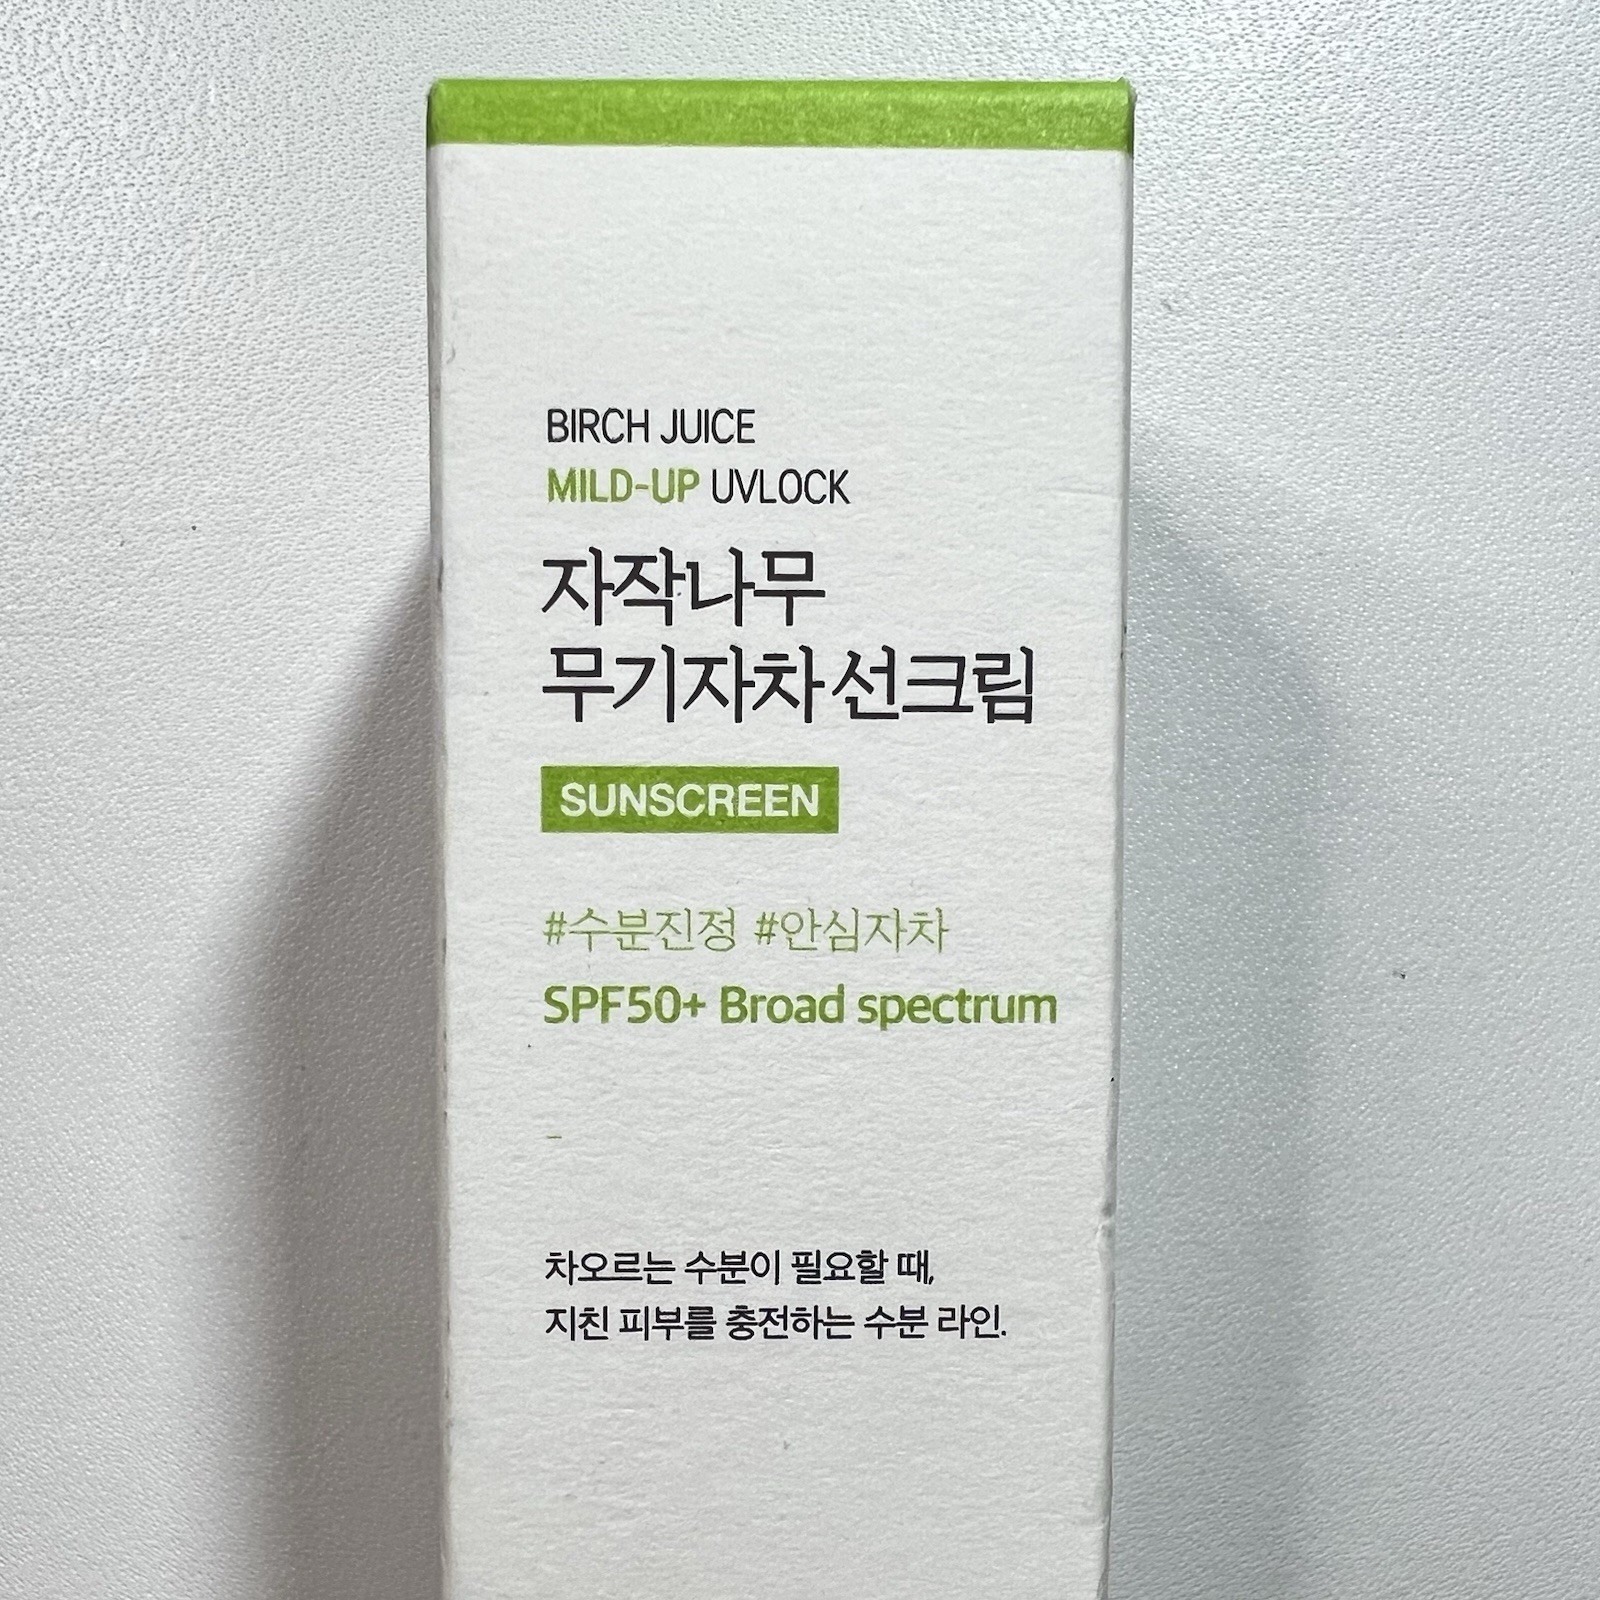 BIRCH JUICE
MILD-UP UVLOCK
자작나무
무기자차 선크림
SUNSCREEN
#수분진정 #안심자차
SPF50+ Broad spectrum
-
차오르는 수분이 필요할 때,
지친 피부를 충전하는 수분 라인.